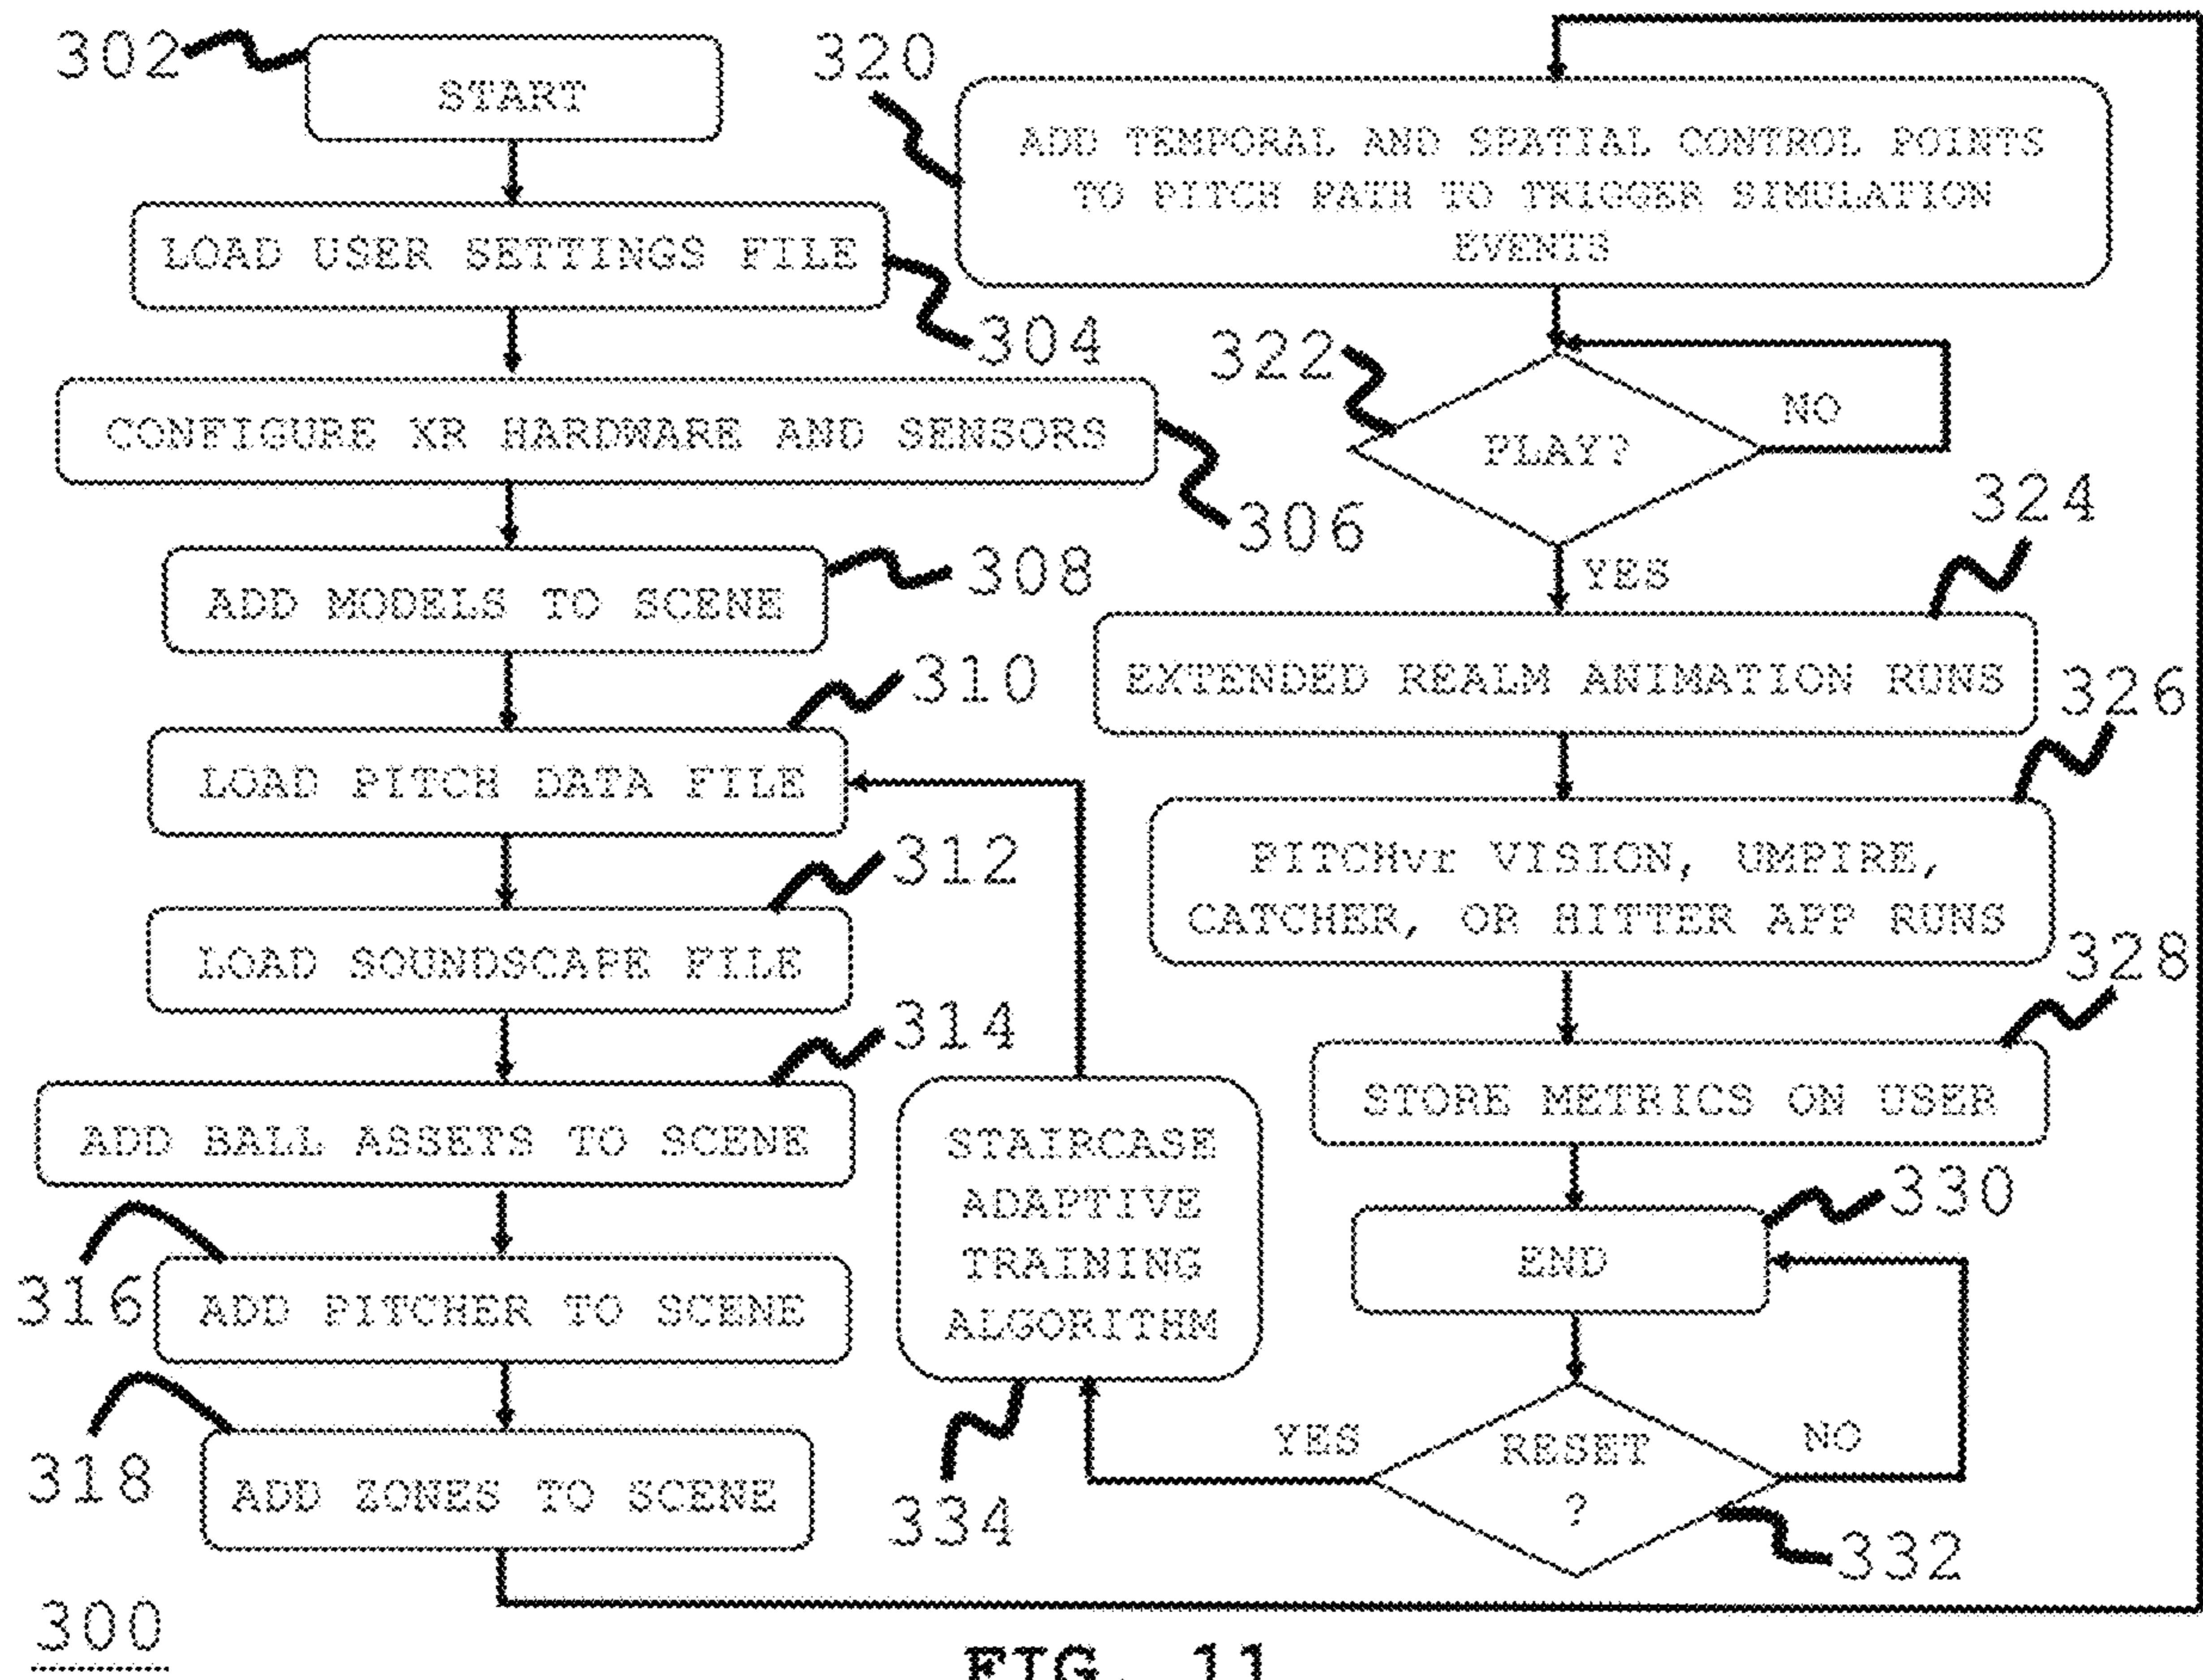 302
START
LOAD USER SETTINGS FILE
304
CONFIGURE XR HARDWARE AND SENSORS
306
ADD MODELS TO SCENE
308
310
LOAD PITCH DATA FILE
312
LOAD SOUNDSCAPE FILE
314
ADD BALL ASSETS TO SCENE
316
ADD PITCHER TO SCENE
318
ADD ZONES TO SCENE
320
ADD TEMPORAL AND SPATIAL CONTROL POINTS
TO PITCH PATH TO TRIGGER SIMULATION
EVENTS
322
PLAY?
NO
YES
324
EXTENDED REALM ANIMATION RUNS
326
PITCHvr VISION, UMPIRE,
CATCHER, OR HITTER APP RUNS
328
STORE METRICS ON USER
330
END
RESET
?
NO
YES
332
STAIRCASE
ADAPTIVE
TRAINING
ALGORITHM
334
300
FIG. 11